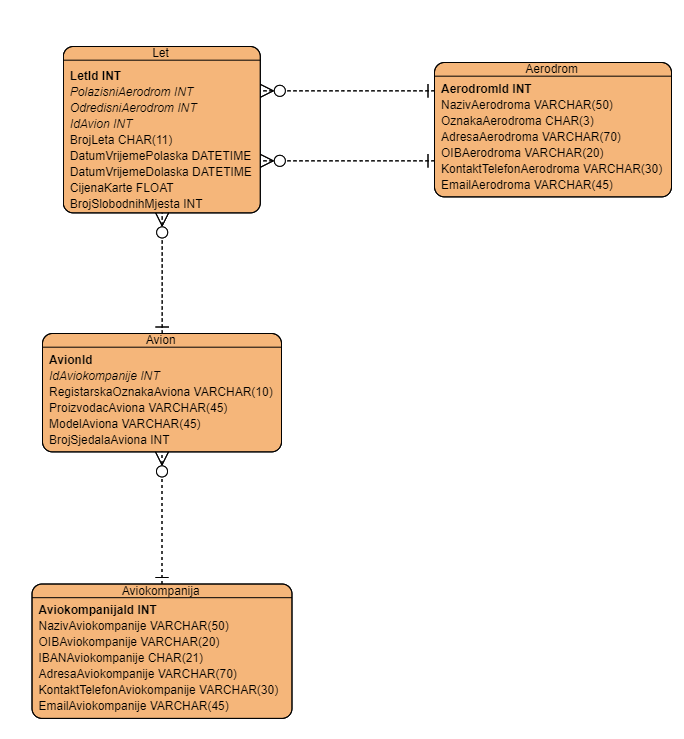 Let
LetId INT
PolazisniAerodrom INT
OdredisniAerodrom INT
IdAvion INT
BrojLeta CHAR(11)
DatumVrijemePolaska DATETIME
DatumVrijemeDolaska DATETIME
CijenaKarte FLOAT
BrojSlobodnihMjesta INT
Aerodrom
AerodromId INT
NazivAerodroma VARCHAR(50)
OznakaAerodroma CHAR(3)
AdresaAerodroma VARCHAR(70)
OIBAerodroma VARCHAR(20)
KontaktTelefonAerodroma VARCHAR(30)
EmailAerodroma VARCHAR(45)
Avion
AvionId
IdAviokompanije INT
RegistarskaOznakaAviona VARCHAR(10)
ProizvodacAviona VARCHAR(45)
ModelAviona VARCHAR(45)
BrojSjedalaAviona INT
Aviokompanija
AviokompanijaId INT
NazivAviokompanije VARCHAR(50)
OIBAviokompanije VARCHAR(20)
IBANAviokompanije CHAR(21)
AdresaAviokompanije VARCHAR(70)
KontaktTelefonAviokompanije VARCHAR(30)
EmailAviokompanije VARCHAR(45)